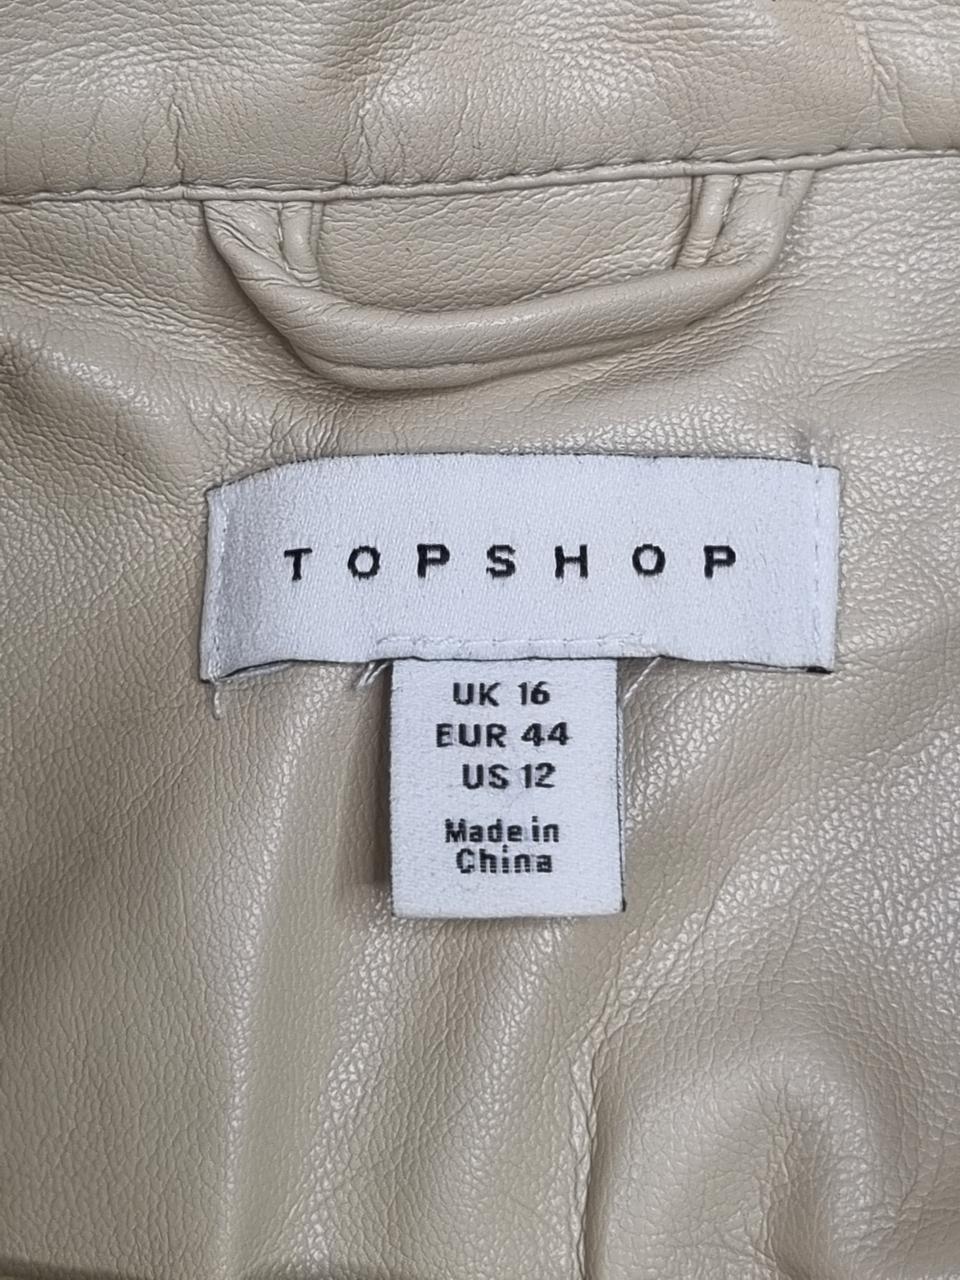 TOPSHOP
UK 16
EUR 44
US 12
Made in
China